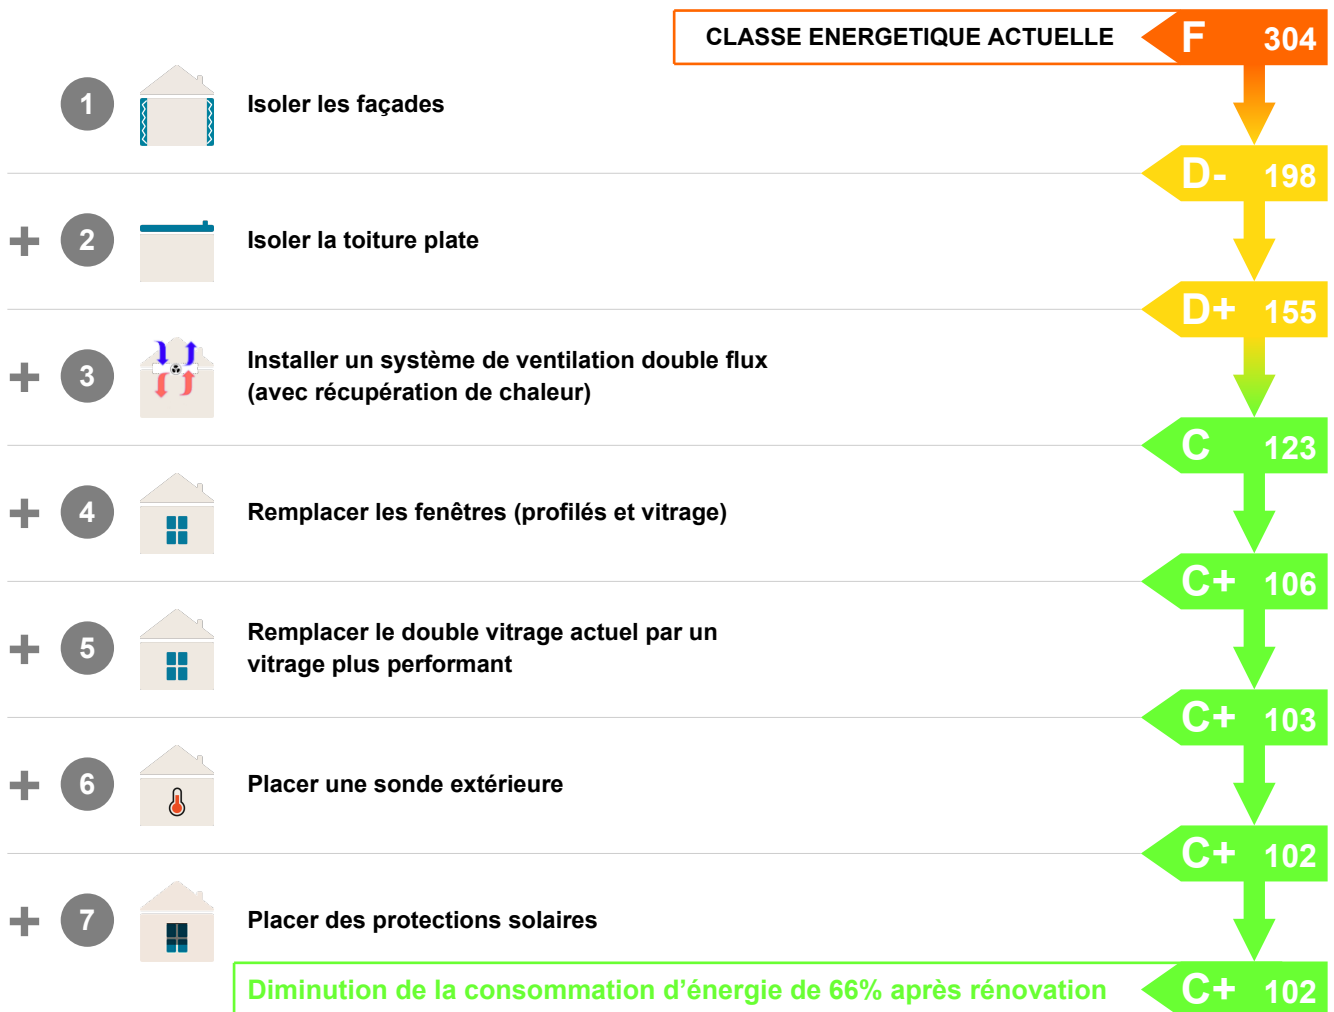 CLASSE ENERGETIQUE ACTUELLE F 304
1 Isoler les façades
D- 198
+ 2 Isoler la toiture plate
D+ 155
+ 3 Installer un système de ventilation double flux
(avec récupération de chaleur)
C 123
+ 4 Remplacer les fenêtres (profilés et vitrage)
C+ 106
+ 5 Remplacer le double vitrage actuel par un
vitrage plus performant
C+ 103
+ 6 Placer une sonde extérieure
C+ 102
+ 7 Placer des protections solaires
Diminution de la consommation d’énergie de 66% après rénovation C+ 102